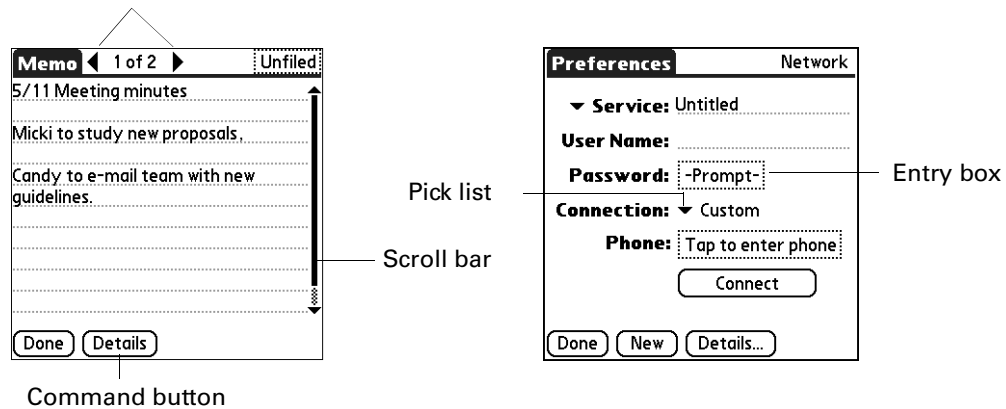 Memo 1 of 2 Unfiled
5/11 Meeting minutes
Micki to study new proposals,
Candy to e-mail team with new
guidelines.
Done Details
Scroll bar
Command button
Preferences Network
Service: Untitled
User Name:
Password: -Prompt-
Connection: Custom
Phone: Tap to enter phone
Connect
Done New Details...
Pick list
Entry box